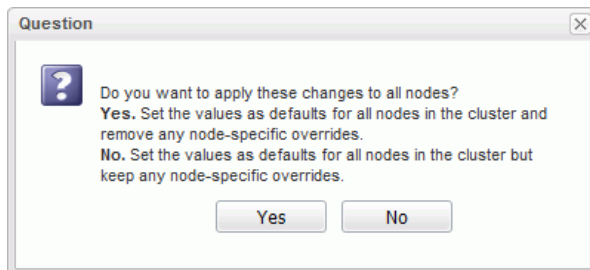 Question
Do you want to apply these changes to all nodes?
Yes. Set the values as defaults for all nodes in the cluster and
remove any node-specific overrides.
No. Set the values as defaults for all nodes in the cluster but
keep any node-specific overrides.
Yes No